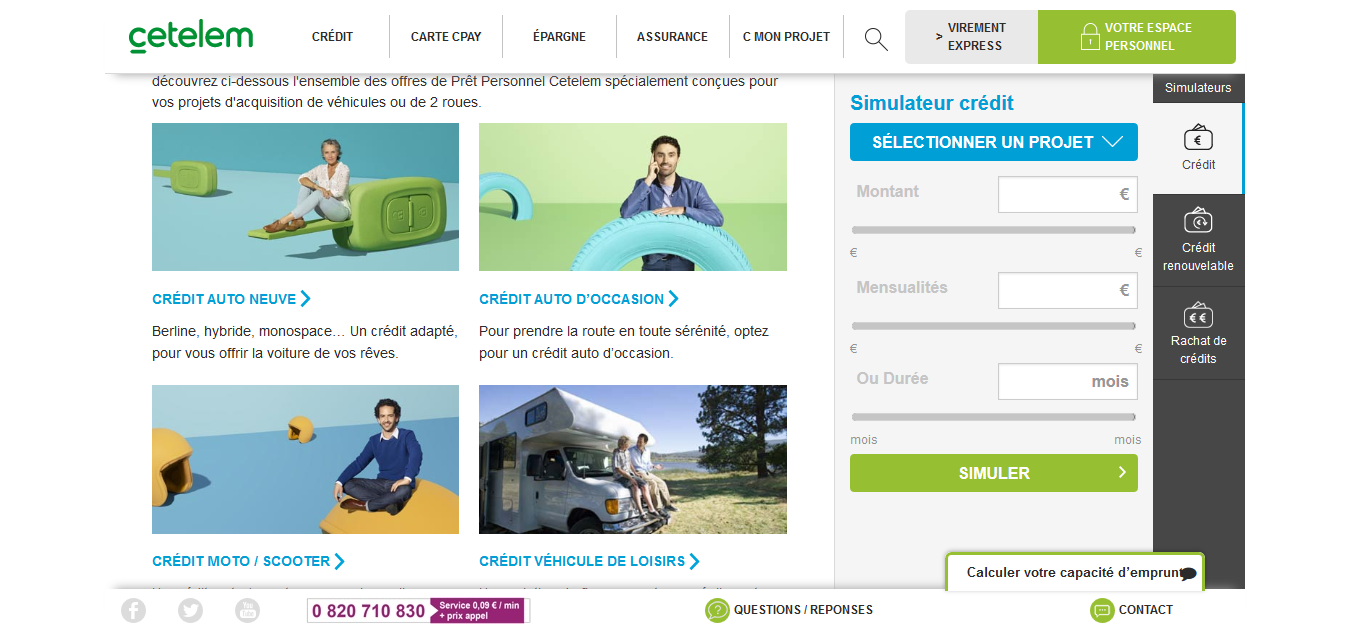 cetelem
CRÉDIT
CARTE CPAY
ÉPARGNE
ASSURANCE
C MON PROJET
> VIREMENT
EXPRESS
VOTRE ESPACE
PERSONNEL
découvrez ci-dessous l'ensemble des offres de Prêt Personnel Cetelem spécialement conçues pour
vos projets d'acquisition de véhicules ou de 2 roues.
CRÉDIT AUTO NEUVE
Berline, hybride, monospace… Un crédit adapté,
pour vous offrir la voiture de vos rêves.
CRÉDIT AUTO D’OCCASION
Pour prendre la route en toute sérénité, optez
pour un crédit auto d’occasion.
CRÉDIT MOTO / SCOOTER
CRÉDIT VÉHICULE DE LOISIRS
Simulateur crédit
SÉLECTIONNER UN PROJET
Montant
€
€ €
Mensualités
€
€ €
Ou Durée
mois
mois mois
SIMULER
Simulateurs
Crédit
Crédit
renouvelable
Rachat de
crédits
Calculer votre capacité d’emprunt
You
Tube
0 820 710 830
Service 0,09 € / min
+ prix appel
QUESTIONS / REPONSES
CONTACT